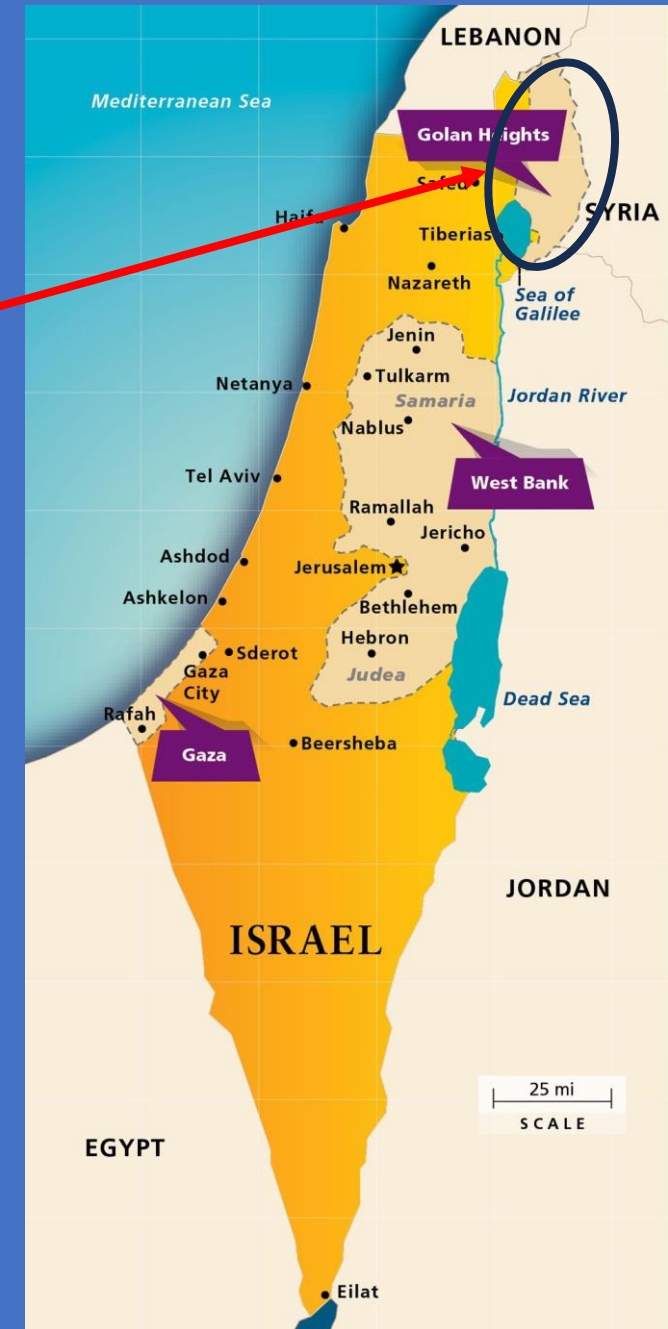 LEBANON
Mediterranean Sea
Golan Heights
Safed
SYRIA
Haifa
Tiberias
Nazareth
Sea of
Galilee
Jenin
Netanya
Tulkarm
Samaria
Jordan River
Nablus
Tel Aviv
West Bank
Ramallah
Jericho
Ashdod
Jerusalem
Ashkelon
Bethlehem
Hebron
Sderot
Gaza
City
Judea
Dead Sea
Rafah
Gaza
Beersheba
JORDAN
ISRAEL
25 mi
SCALE
EGYPT
Eilat